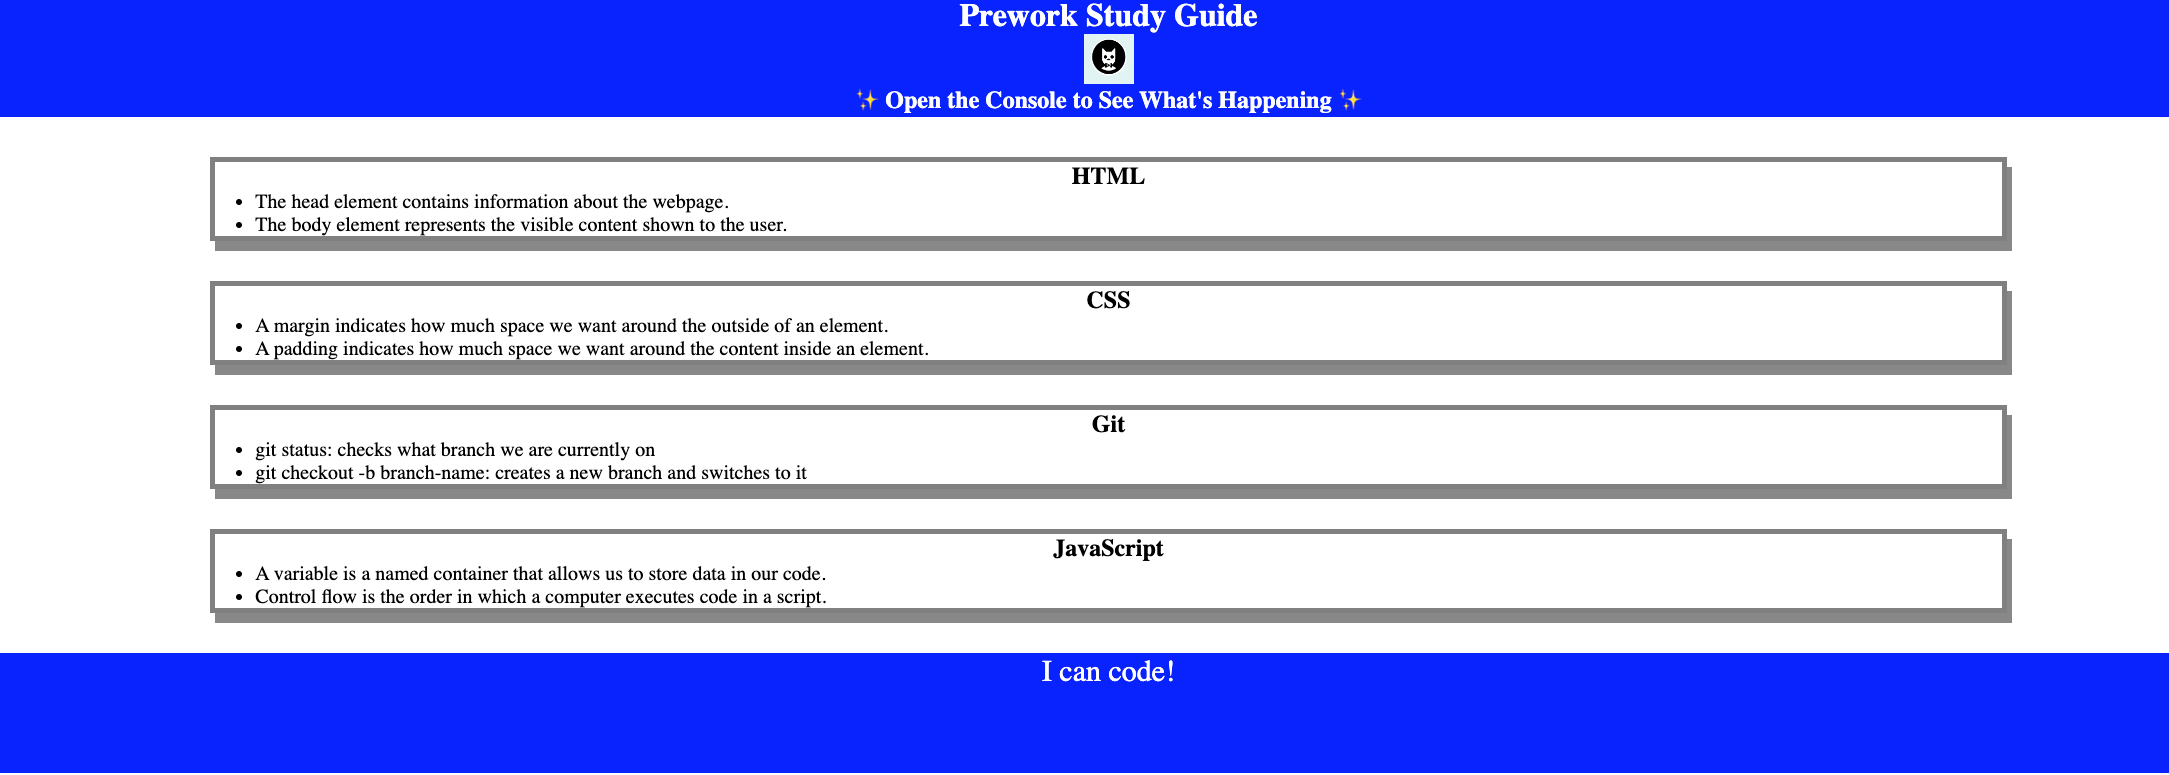 Prework Study Guide
✨ Open the Console to See What's Happening ✨
HTML
• The head element contains information about the webpage.
• The body element represents the visible content shown to the user.
CSS
• A margin indicates how much space we want around the outside of an element.
• A padding indicates how much space we want around the content inside an element.
Git
• git status: checks what branch we are currently on
• git checkout -b branch-name: creates a new branch and switches to it
JavaScript
• A variable is a named container that allows us to store data in our code.
• Control flow is the order in which a computer executes code in a script.
I can code!